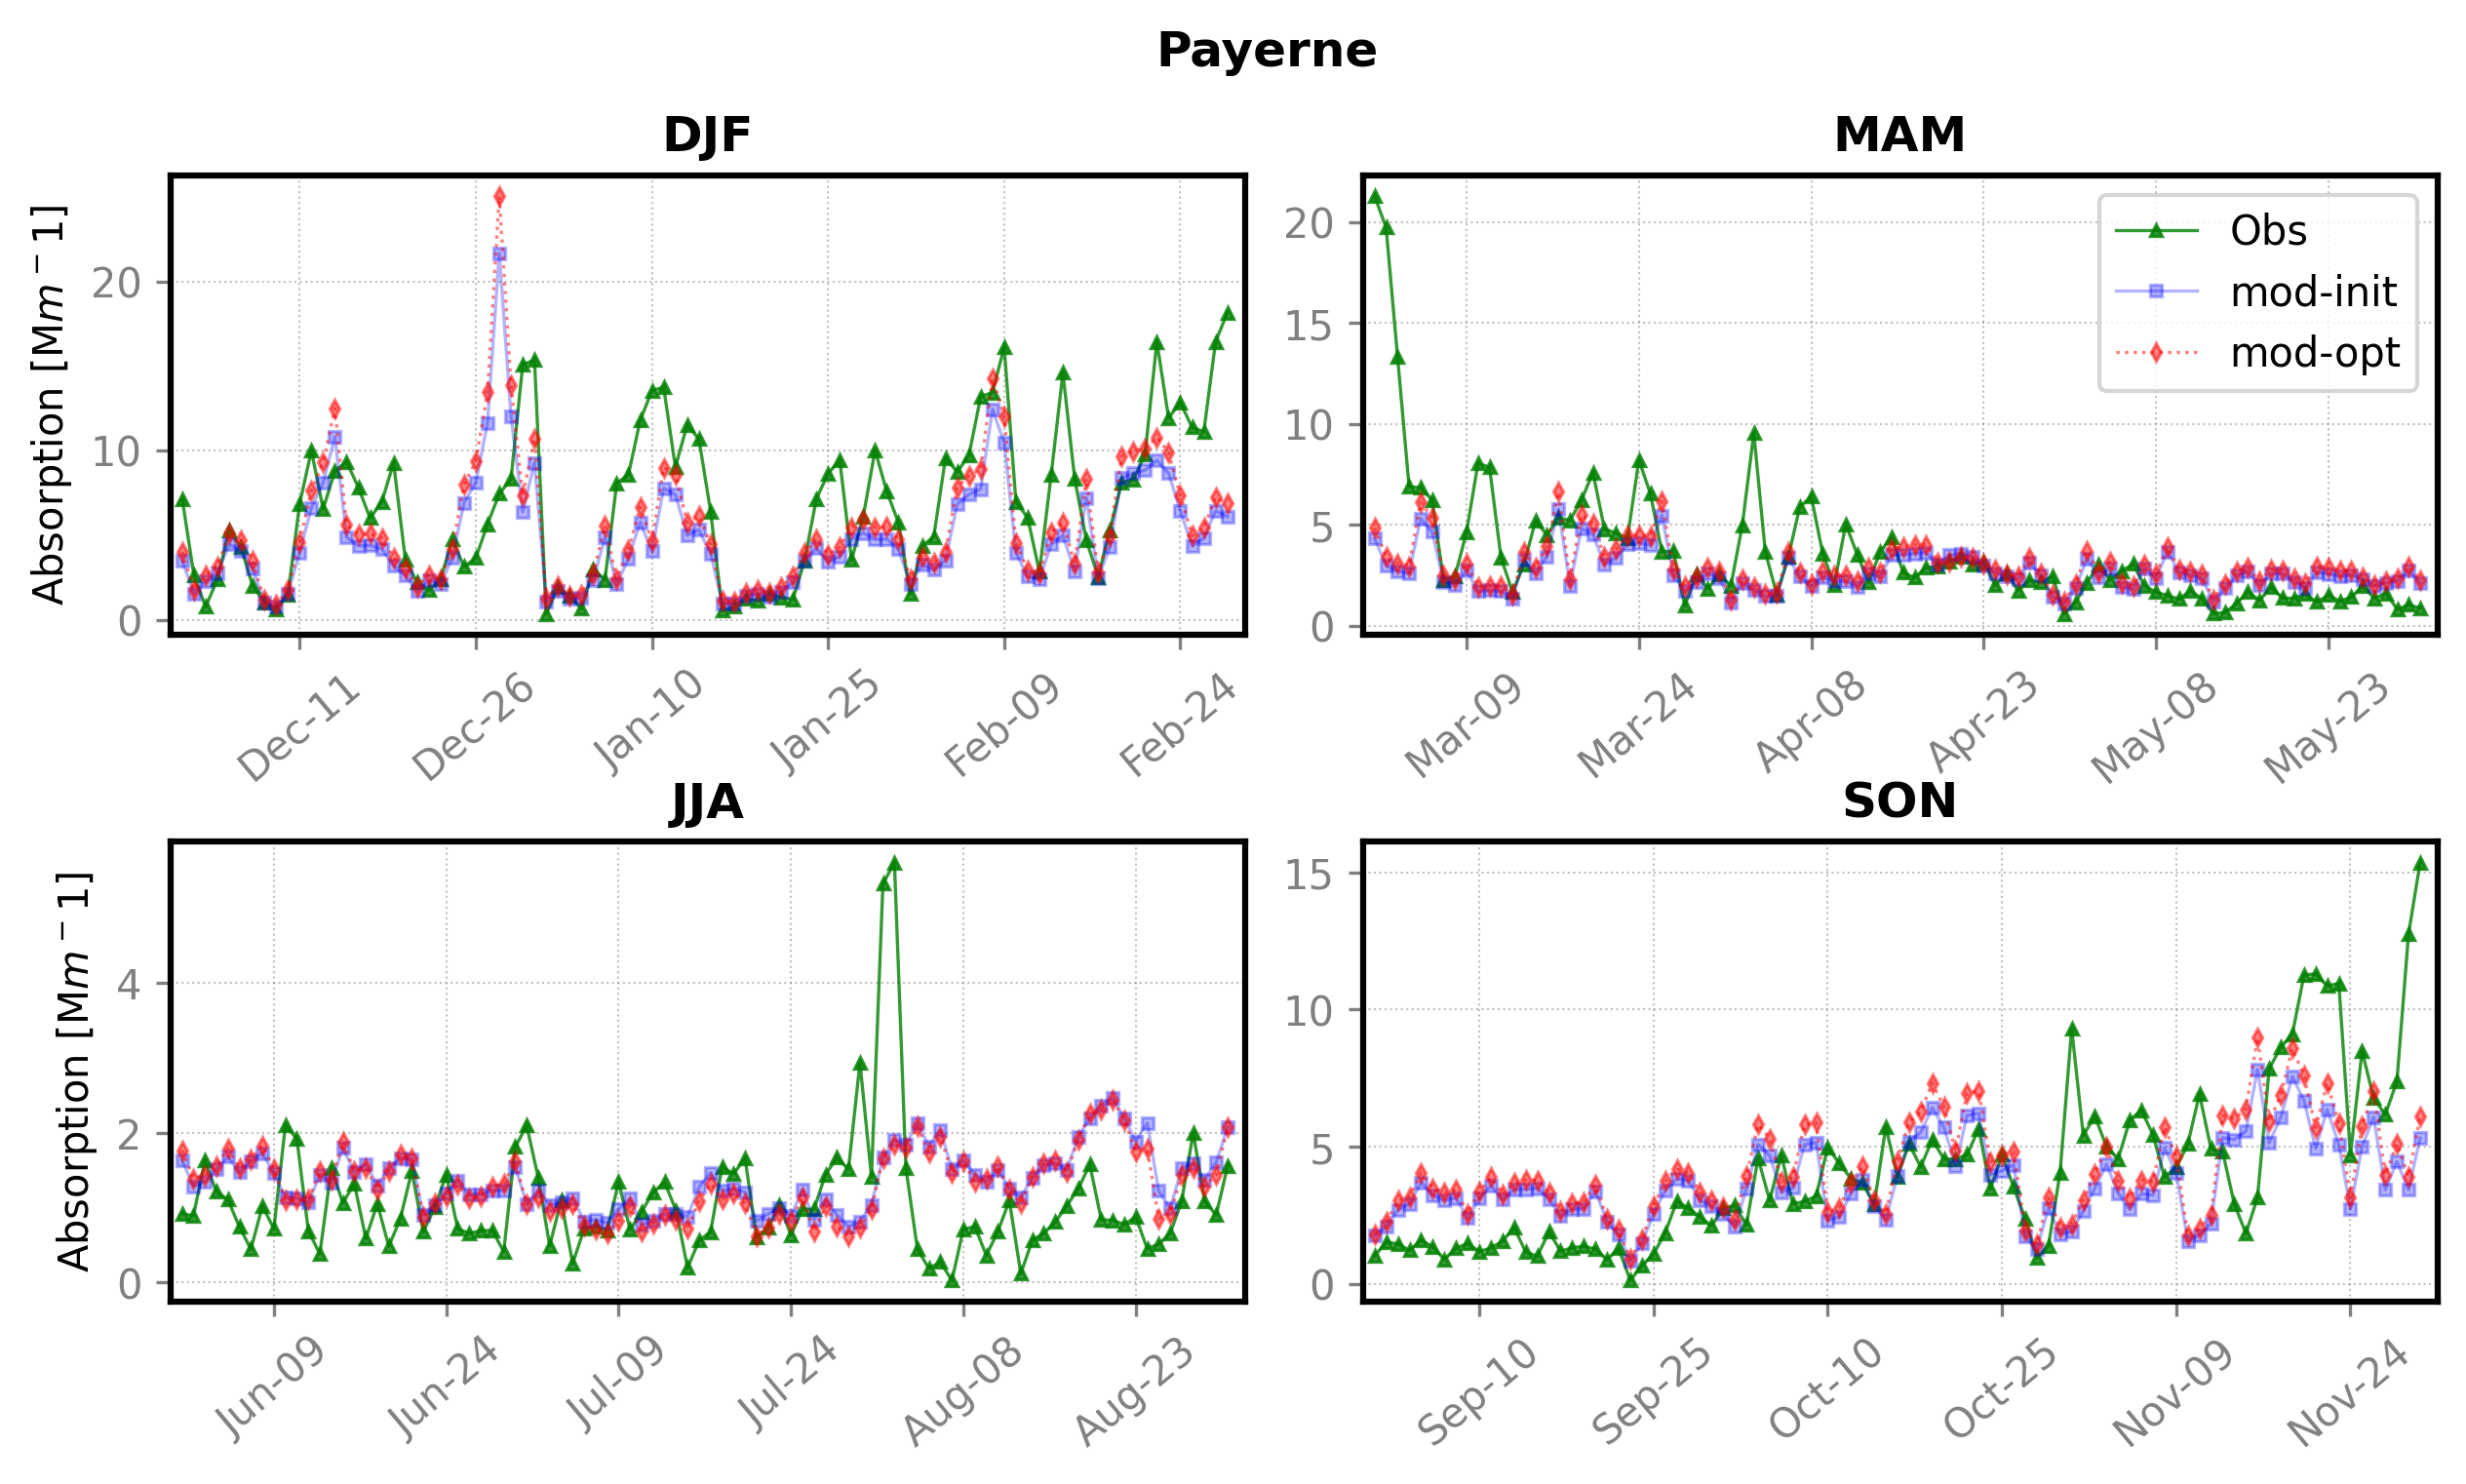 Payerne
DJF
MAM
Absorption [Mm − 1]
20
10
0
20
15
10
5
0
Obs
mod-init
mod-opt
Dec-11
Dec-26
Jan-10
Jan-25
Feb-09
Feb-24
Mar-09
Mar-24
Apr-08
Apr-23
May-08
May-23
JJA
SON
Absorption [Mm − 1]
4
2
0
15
10
5
0
Jun-09
Jun-24
Jul-09
Jul-24
Aug-08
Aug-23
Sep-10
Sep-25
Oct-10
Oct-25
Nov-09
Nov-24